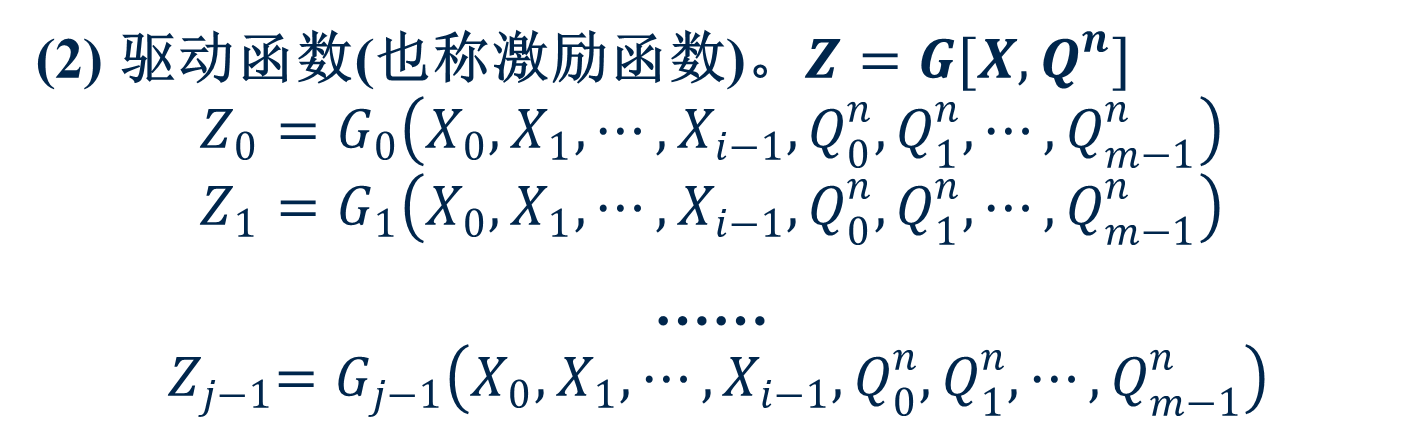 (2) 驱动函数(也称激励函数)。Z = G[X, Qⁿ]
Z₀ = G₀(X₀, X₁, ⋯, Xᵢ₋₁, Q₀ⁿ, Q₁ⁿ, ⋯, Qₘ₋₁ⁿ)
Z₁ = G₁(X₀, X₁, ⋯, Xᵢ₋₁, Q₀ⁿ, Q₁ⁿ, ⋯, Qₘ₋₁ⁿ)
……
Zⱼ₋₁= Gⱼ₋₁(X₀, X₁, ⋯, Xᵢ₋₁, Q₀ⁿ, Q₁ⁿ, ⋯, Qₘ₋₁ⁿ)